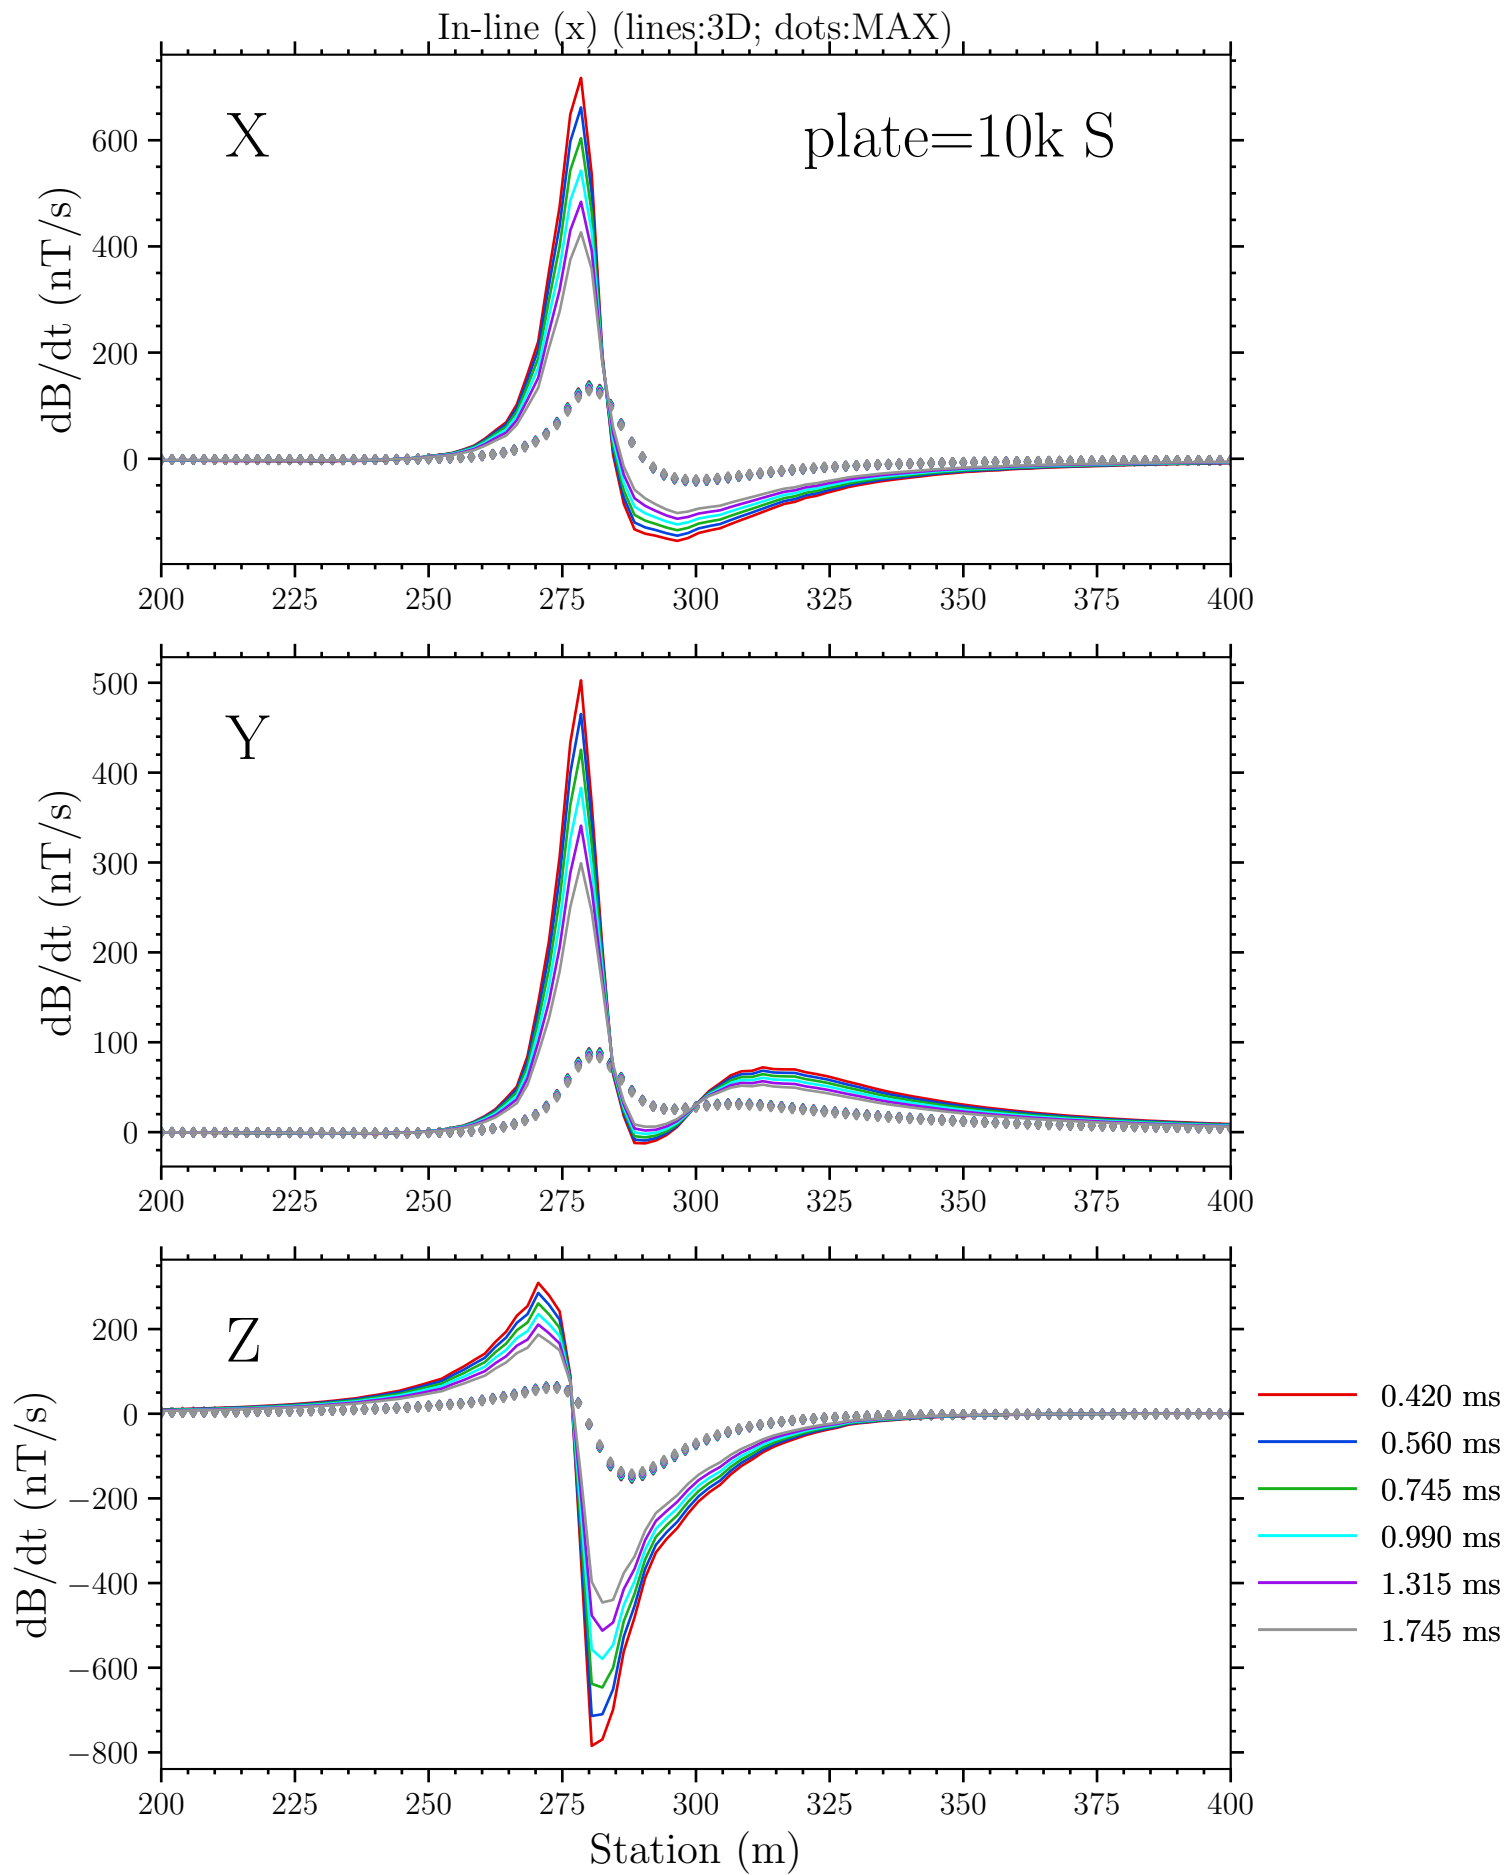 In-line (x) (lines:3D; dots:MAX)
X
plate=10k S
dB/dt (nT/s)
600
400
200
0
200 225 250 275 300 325 350 375 400
Y
dB/dt (nT/s)
500
400
300
200
100
0
200 225 250 275 300 325 350 375 400
Z
dB/dt (nT/s)
200
0
−200
−400
−600
−800
200 225 250 275 300 325 350 375 400
Station (m)
0.420 ms
0.560 ms
0.745 ms
0.990 ms
1.315 ms
1.745 ms